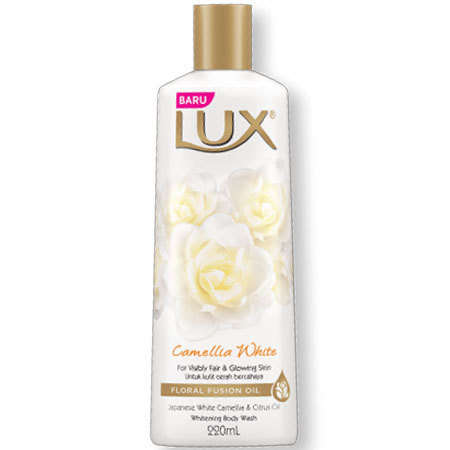 BARU
LUX®
Camellia White
For Visibly Fair & Glowing Skin
Untuk kulit cerah bercahaya
FLORAL FUSION OIL
Japanese White Camellia & Citrus Oil
Whitening Body Wash
220mL